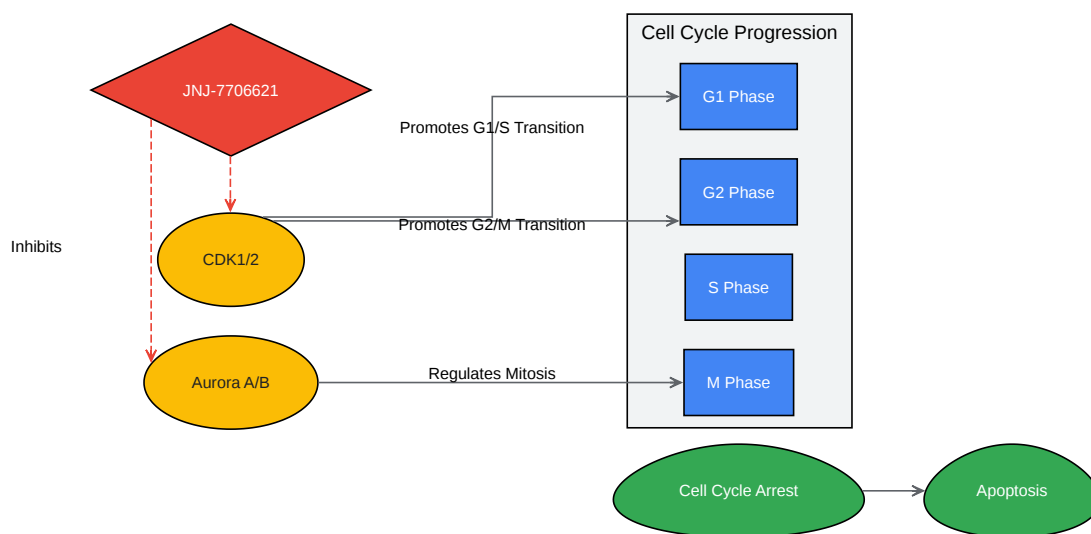 Cell Cycle Progression
JNJ-7706621
G1 Phase
Promotes G1/S Transition
G2 Phase
Promotes G2/M Transition
Inhibits
CDK1/2
S Phase
Regulates Mitosis
Aurora A/B
M Phase
Cell Cycle Arrest
Apoptosis